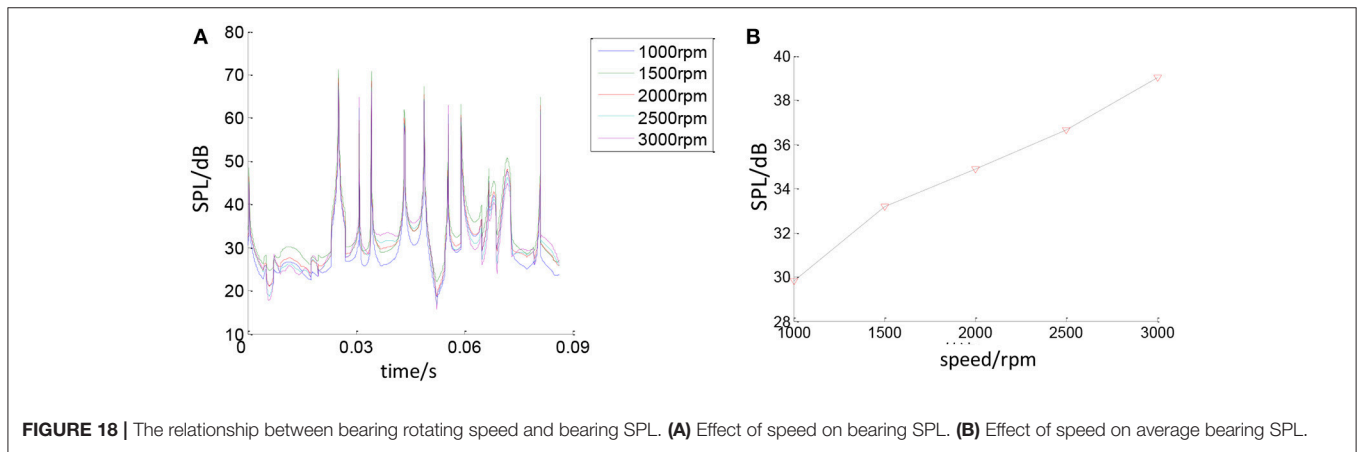 A
80
70
60
50
40
30
20
10
SPL/dB
0
0.03
0.06
0.09
time/s
1000rpm
1500rpm
2000rpm
2500rpm
3000rpm
B
40
38
36
34
32
30
28
SPL/dB
1000
1500
2000
2500
3000
speed/rpm
FIGURE 18 | The relationship between bearing rotating speed and bearing SPL. (A) Effect of speed on bearing SPL. (B) Effect of speed on average bearing SPL.